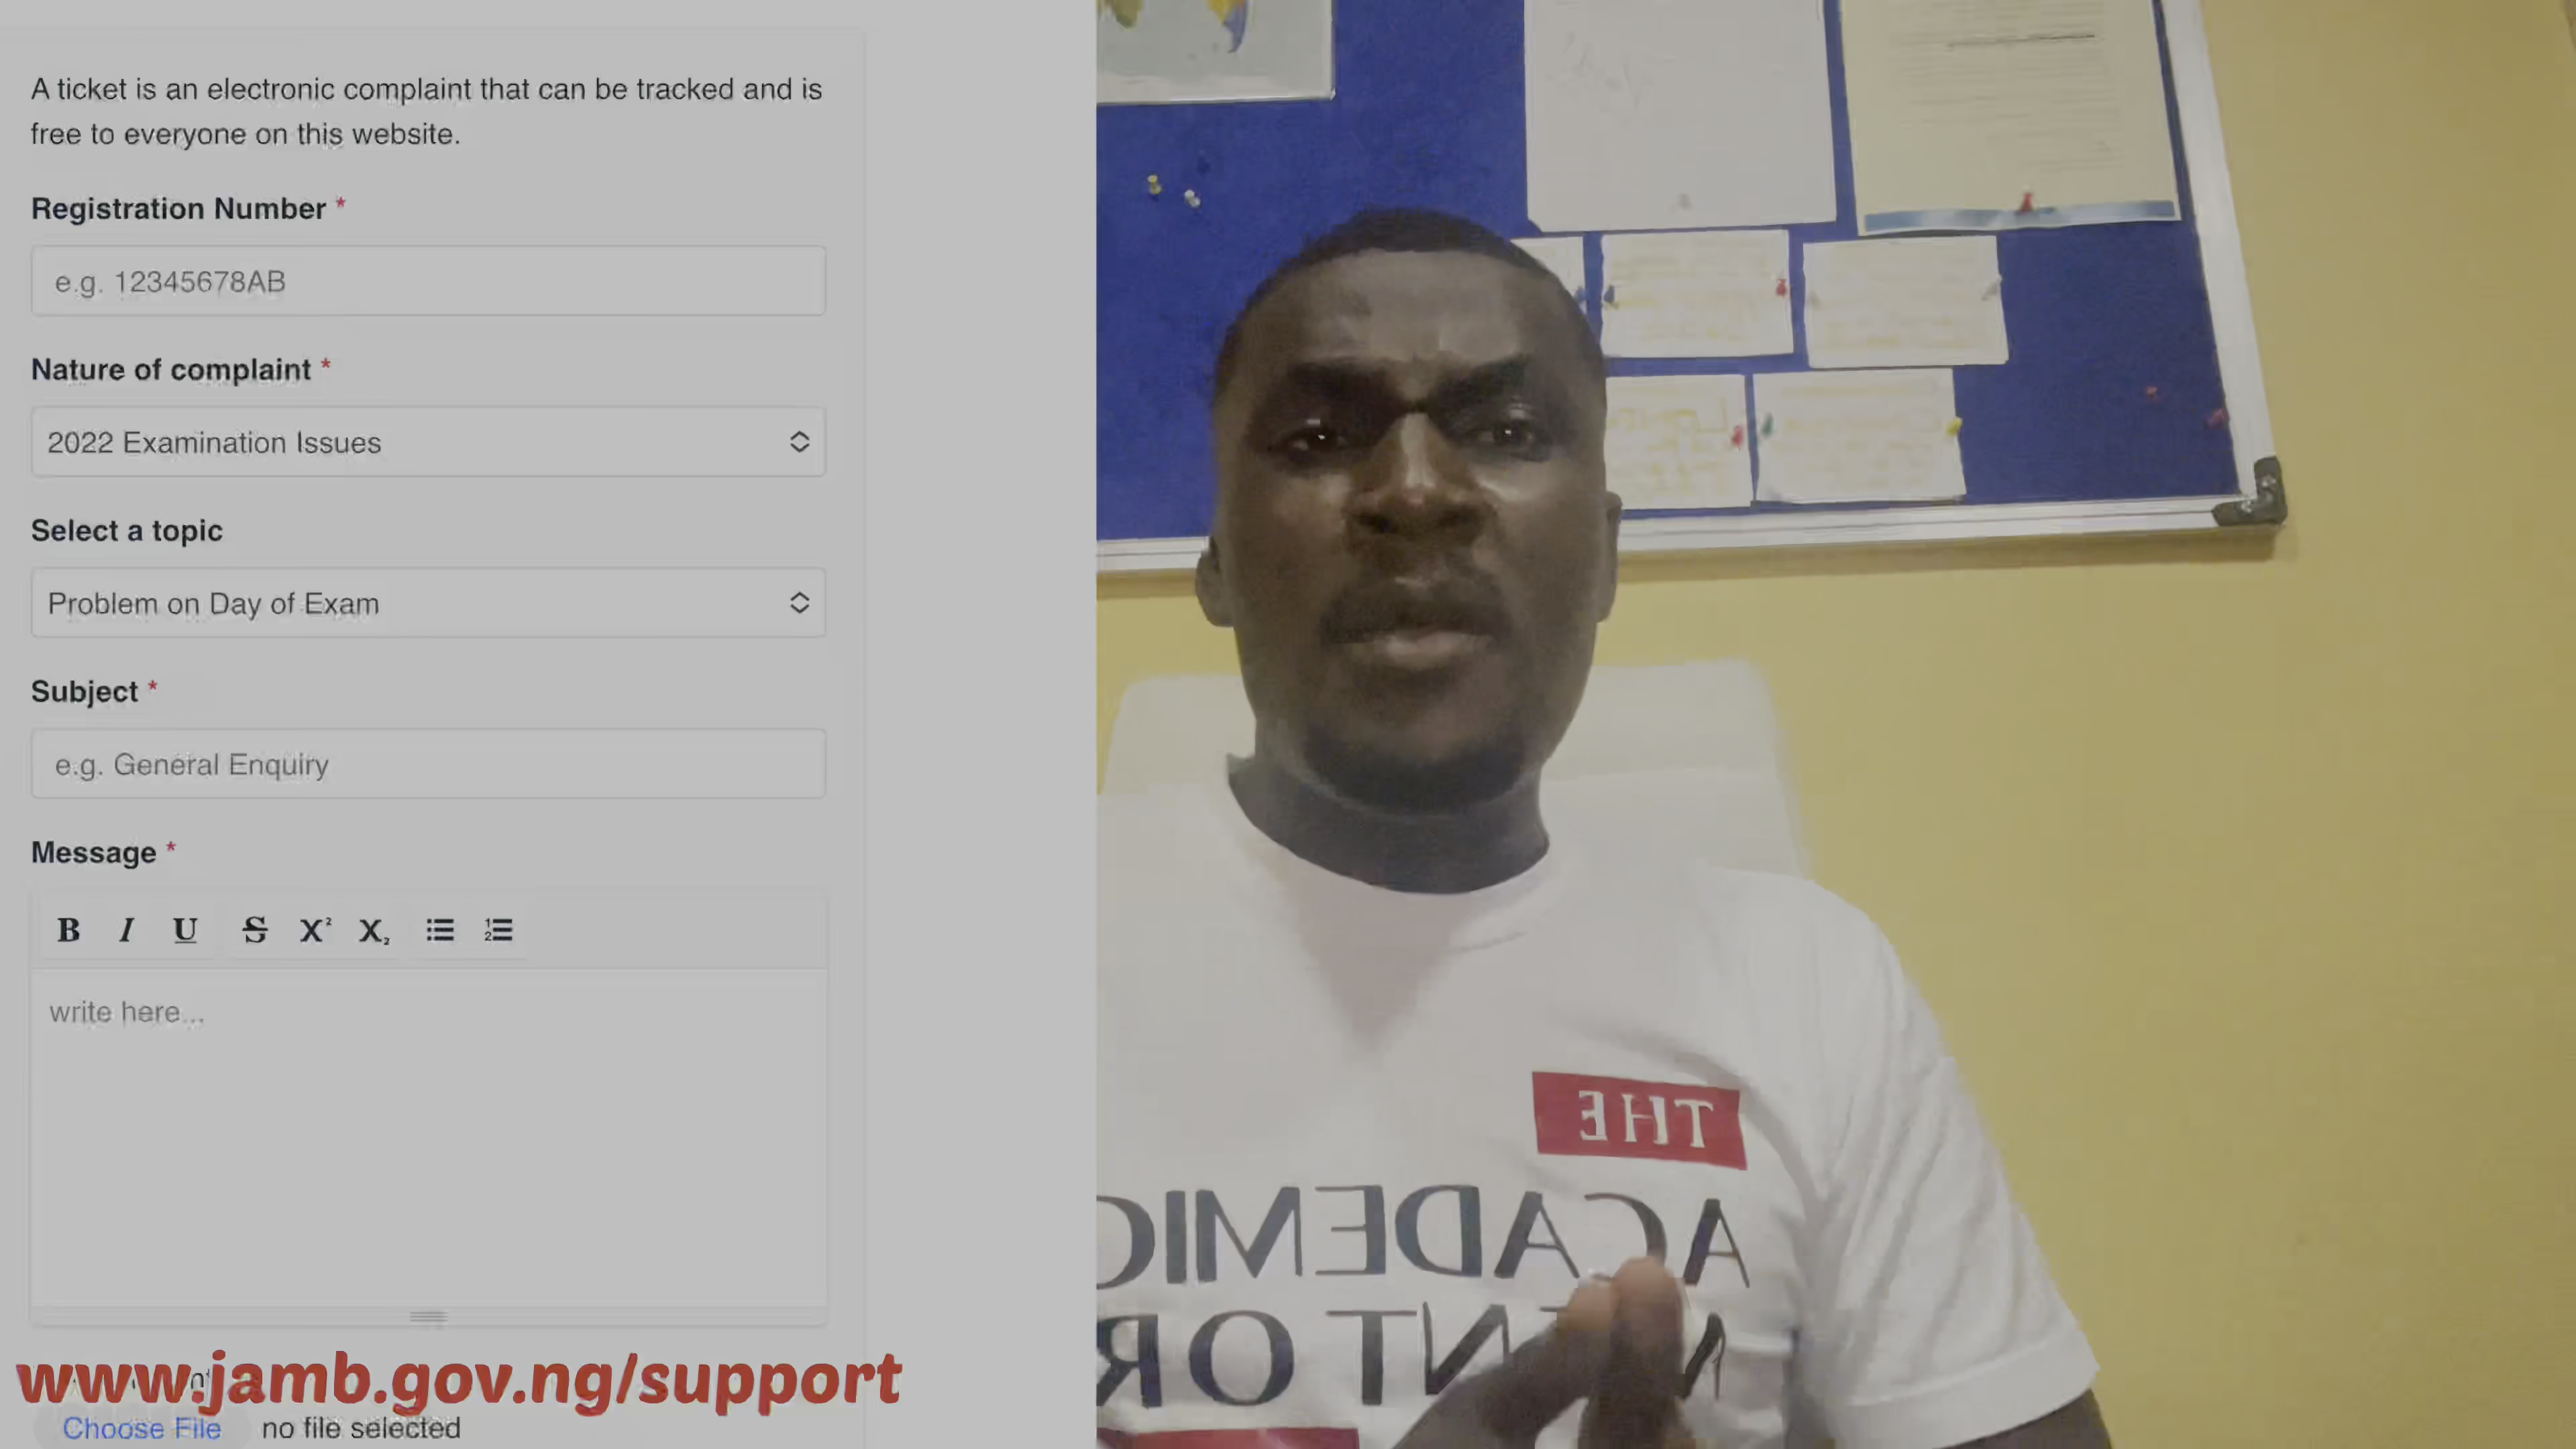 A ticket is an electronic complaint that can be tracked and is
free to everyone on this website.
Registration Number *
e.g. 12345678AB
Nature of complaint *
2022 Examination Issues
Select a topic
Problem on Day of Exam
Subject *
e.g. General Enquiry
Message *
B I U S X² X₂
write here...
www.jamb.gov.ng/support
Choose File no file selected
THE
ACADEMIC